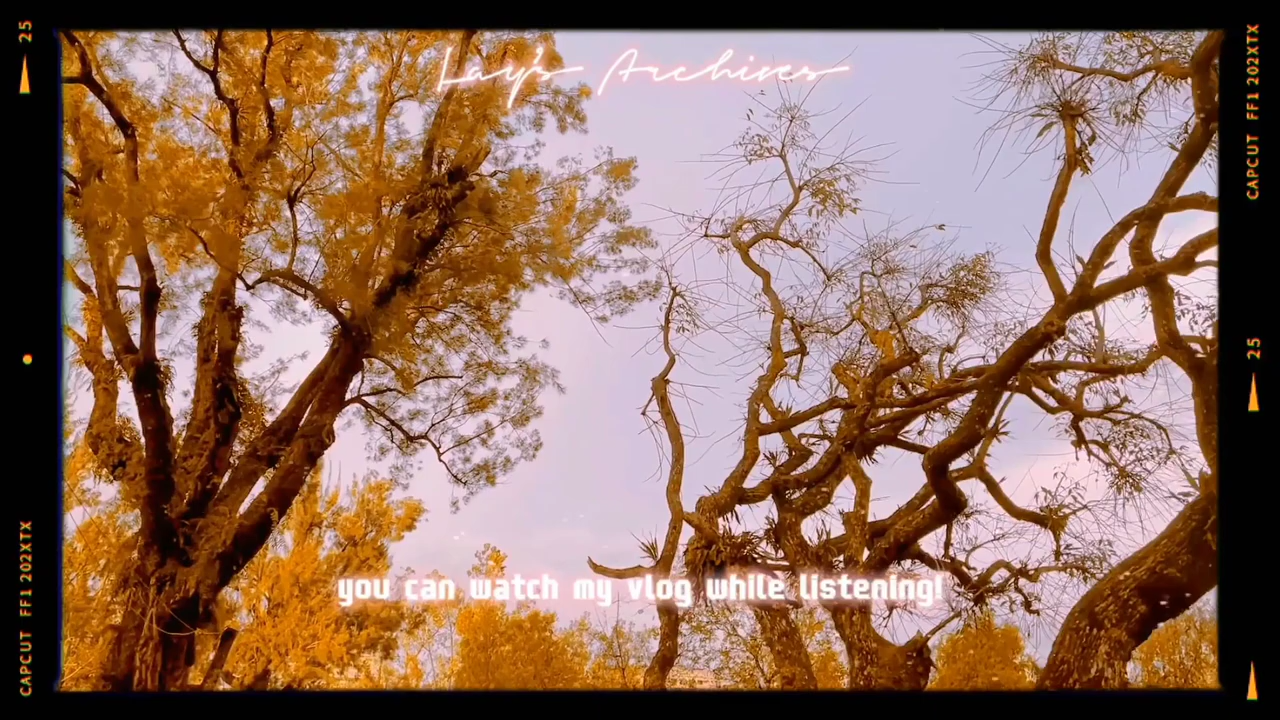 Lay's Archives
you can watch my vlog while listening!
25
CAPCUT FF1 202XTX
CAPCUT FF1 202XTX
25